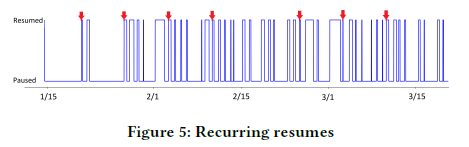 Resumed
Paused
1/15 2/1 2/15 3/1 3/15
Figure 5: Recurring resumes